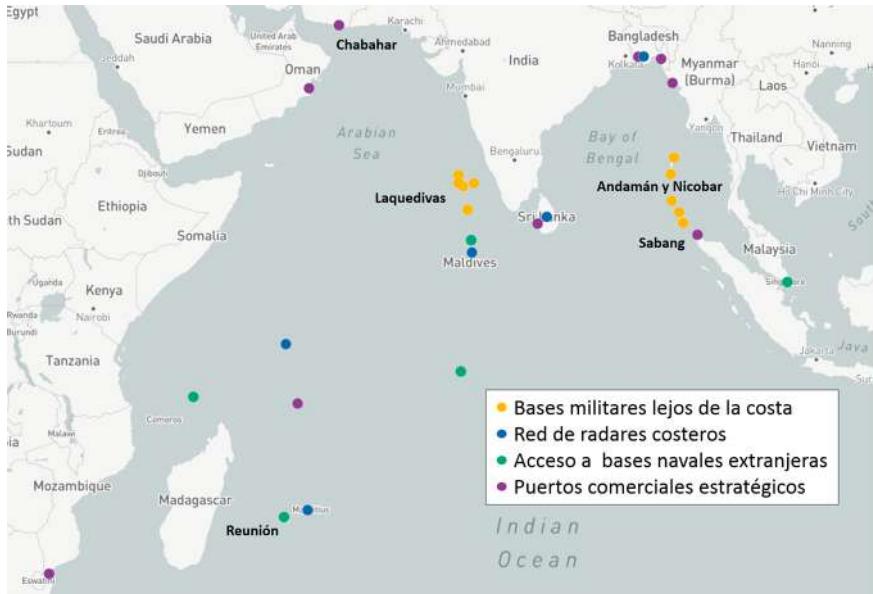 Egypt
Saudi Arabia
Jeddah
United Arab
Emirates
Karachi
Chabahar
Ahmedabad
Bangladesh
Kolkata
India
Myanmar
(Burma)
Nanning
Hanoi
Oman
Mumbai
Laos
Khartoum
Sudan
Eritrea
Yemen
Arabian
Sea
Bay of
Bengal
Yangon
Thailand
Vietnam
Bengaluru
Djibouti
Ethiopia
Laquedivas
Andamán y Nicobar
Ho Chi Minh City
South Sudan
Somalia
Sri Lanka
Sabang
South
Maldives
Malaysia
Singapore
Uganda
Kenya
Rwanda
Nairobi
Burundi
Tanzania
Jakarta
Java
Comoros
Malawi
Mozambique
Madagascar
Mauritius
Reunión
Eswatini
Bases militares lejos de la costa
Red de radares costeros
Acceso a bases navales extranjeras
Puertos comerciales estratégicos
Indian
Ocean